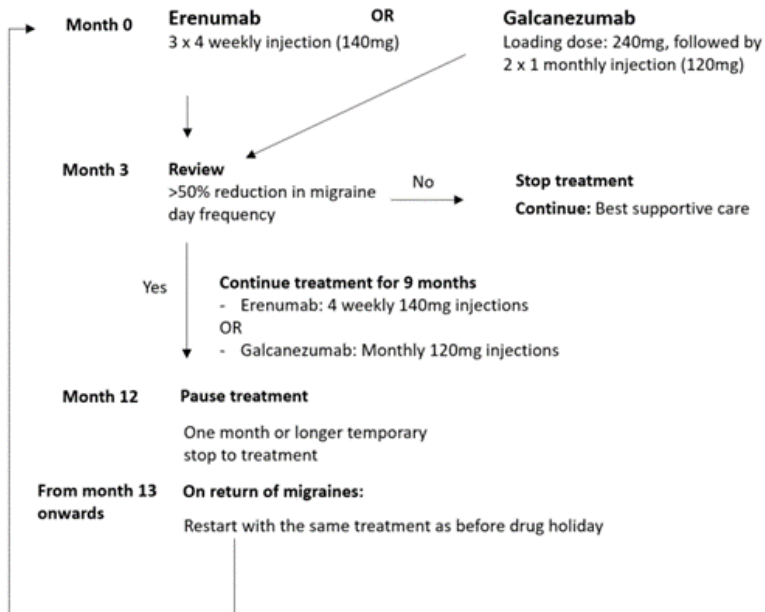 Month 0
Erenumab
3 x 4 weekly injection (140mg)
OR
Galcanezumab
Loading dose: 240mg, followed by
2 x 1 monthly injection (120mg)
Month 3
Review
>50% reduction in migraine
day frequency
No
Stop treatment
Continue: Best supportive care
Yes
Continue treatment for 9 months
- Erenumab: 4 weekly 140mg injections
OR
- Galcanezumab: Monthly 120mg injections
Month 12
Pause treatment
One month or longer temporary
stop to treatment
From month 13
onwards
On return of migraines:
Restart with the same treatment as before drug holiday